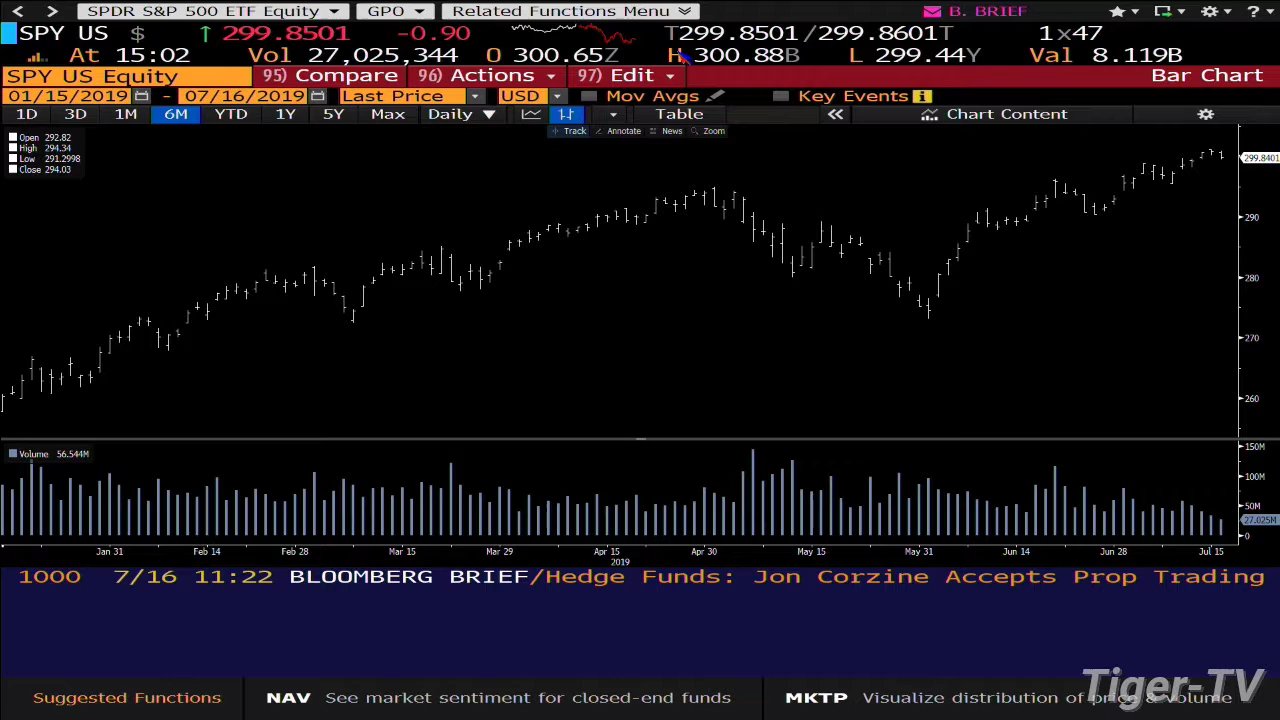 SPDR S&P 500 ETF Equity GPO Related Functions Menu B. BRIEF ?
SPY US $ ↑ 299.8501 -0.90 T299.8501/299.8601T 1x47
At 15:02 Vol 27,025,344 O 300.65Z H 300.88B L 299.44Y Val 8.119B
SPY US Equity 95) Compare 96) Actions 97) Edit Bar Chart
01/15/2019 - 07/16/2019 Last Price USD Mov Avgs Key Events i
1D 3D 1M 6M YTD 1Y 5Y Max Daily ▼ Table « Chart Content
Track Annotate News Zoom
Open 292.82
High 294.34
Low 291.2998
Close 294.03
299.8401
290
280
270
260
Volume 56.544M
150M
100M
50M
27.025M
0
Jan 31 Feb 14 Feb 28 Mar 15 Mar 29 Apr 15 Apr 30 May 15 May 31 Jun 14 Jun 28 Jul 15
2019
1000 7/16 11:22 BLOOMBERG BRIEF/Hedge Funds: Jon Corzine Accepts Prop Trading
Suggested Functions NAV See market sentiment for closed-end funds MKTP Visualize distribution of price & volume
Tiger-TV